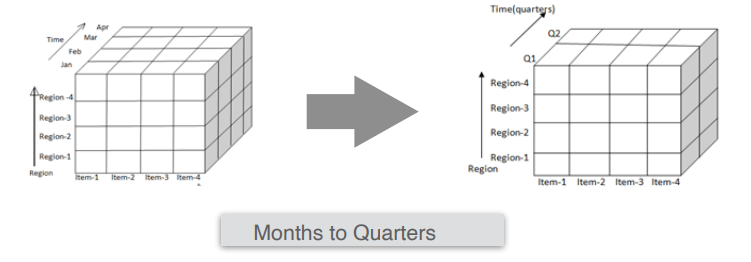 Apr
Time
Mar
Feb
Jan
Region -4
Region-3
Region-2
Region-1
Region
Item-1 Item-2 Item-3 Item-4
Time(quarters)
Q2
Q1
Region-4
Region-3
Region-2
Region-1
Region
Item-1 Item-2 Item-3 Item-4
Months to Quarters